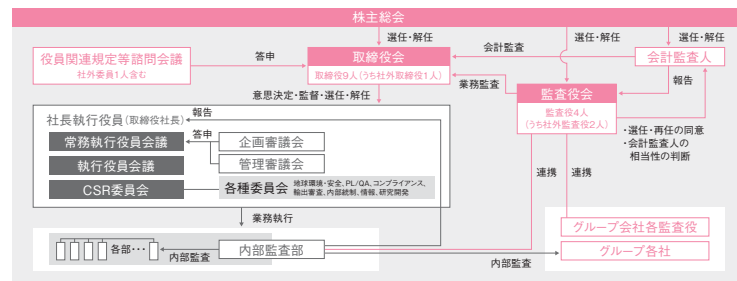 株主総会
選任・解任
選任・解任
選任・解任
役員関連規定等諮問会議
社外委員1人含む
答申
取締役会
取締役9人(うち社外取締役1人)
会計監査
会計監査人
業務監査
報告
意思決定・監督・選任・解任
監査役会
監査役4人
(うち社外監査役2人)
・選任・再任の同意
・会計監査人の
相当性の判断
社長執行役員(取締役社長)
報告
常務執行役員会議
答申
企画審議会
執行役員会議
管理審議会
CSR委員会
各種委員会
地球環境・安全、PL/QA、コンプライアンス、
輸出審査、内部統制、情報、研究開発
連携
連携
業務執行
グループ会社各監査役
各部・・・
内部監査
内部監査部
グループ各社
内部監査